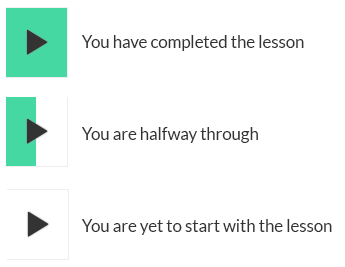 You have completed the lesson
You are halfway through
You are yet to start with the lesson